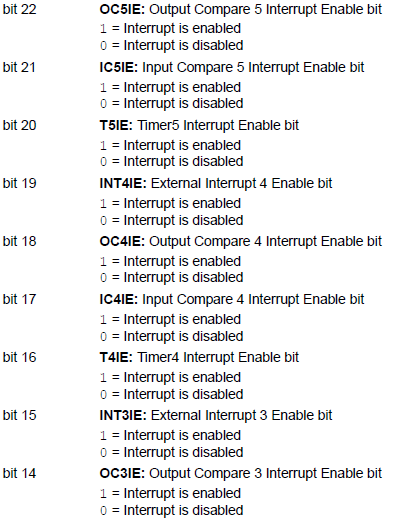 bit 22 OC5IE: Output Compare 5 Interrupt Enable bit
1 = Interrupt is enabled
0 = Interrupt is disabled
bit 21 IC5IE: Input Compare 5 Interrupt Enable bit
1 = Interrupt is enabled
0 = Interrupt is disabled
bit 20 T5IE: Timer5 Interrupt Enable bit
1 = Interrupt is enabled
0 = Interrupt is disabled
bit 19 INT4IE: External Interrupt 4 Enable bit
1 = Interrupt is enabled
0 = Interrupt is disabled
bit 18 OC4IE: Output Compare 4 Interrupt Enable bit
1 = Interrupt is enabled
0 = Interrupt is disabled
bit 17 IC4IE: Input Compare 4 Interrupt Enable bit
1 = Interrupt is enabled
0 = Interrupt is disabled
bit 16 T4IE: Timer4 Interrupt Enable bit
1 = Interrupt is enabled
0 = Interrupt is disabled
bit 15 INT3IE: External Interrupt 3 Enable bit
1 = Interrupt is enabled
0 = Interrupt is disabled
bit 14 OC3IE: Output Compare 3 Interrupt Enable bit
1 = Interrupt is enabled
0 = Interrupt is disabled